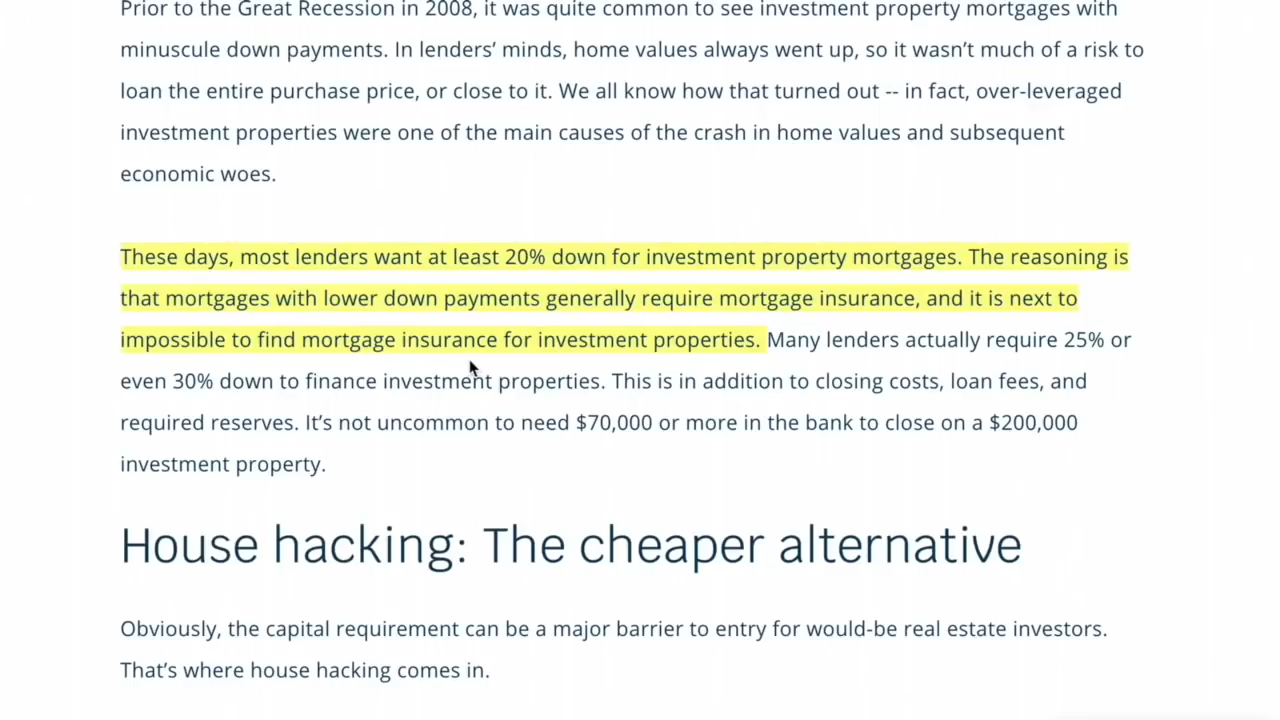 Prior to the Great Recession in 2008, it was quite common to see investment property mortgages with
minuscule down payments. In lenders’ minds, home values always went up, so it wasn’t much of a risk to
loan the entire purchase price, or close to it. We all know how that turned out -- in fact, over-leveraged
investment properties were one of the main causes of the crash in home values and subsequent
economic woes.
These days, most lenders want at least 20% down for investment property mortgages. The reasoning is
that mortgages with lower down payments generally require mortgage insurance, and it is next to
impossible to find mortgage insurance for investment properties. Many lenders actually require 25% or
even 30% down to finance investment properties. This is in addition to closing costs, loan fees, and
required reserves. It’s not uncommon to need $70,000 or more in the bank to close on a $200,000
investment property.
House hacking: The cheaper alternative
Obviously, the capital requirement can be a major barrier to entry for would-be real estate investors.
That’s where house hacking comes in.